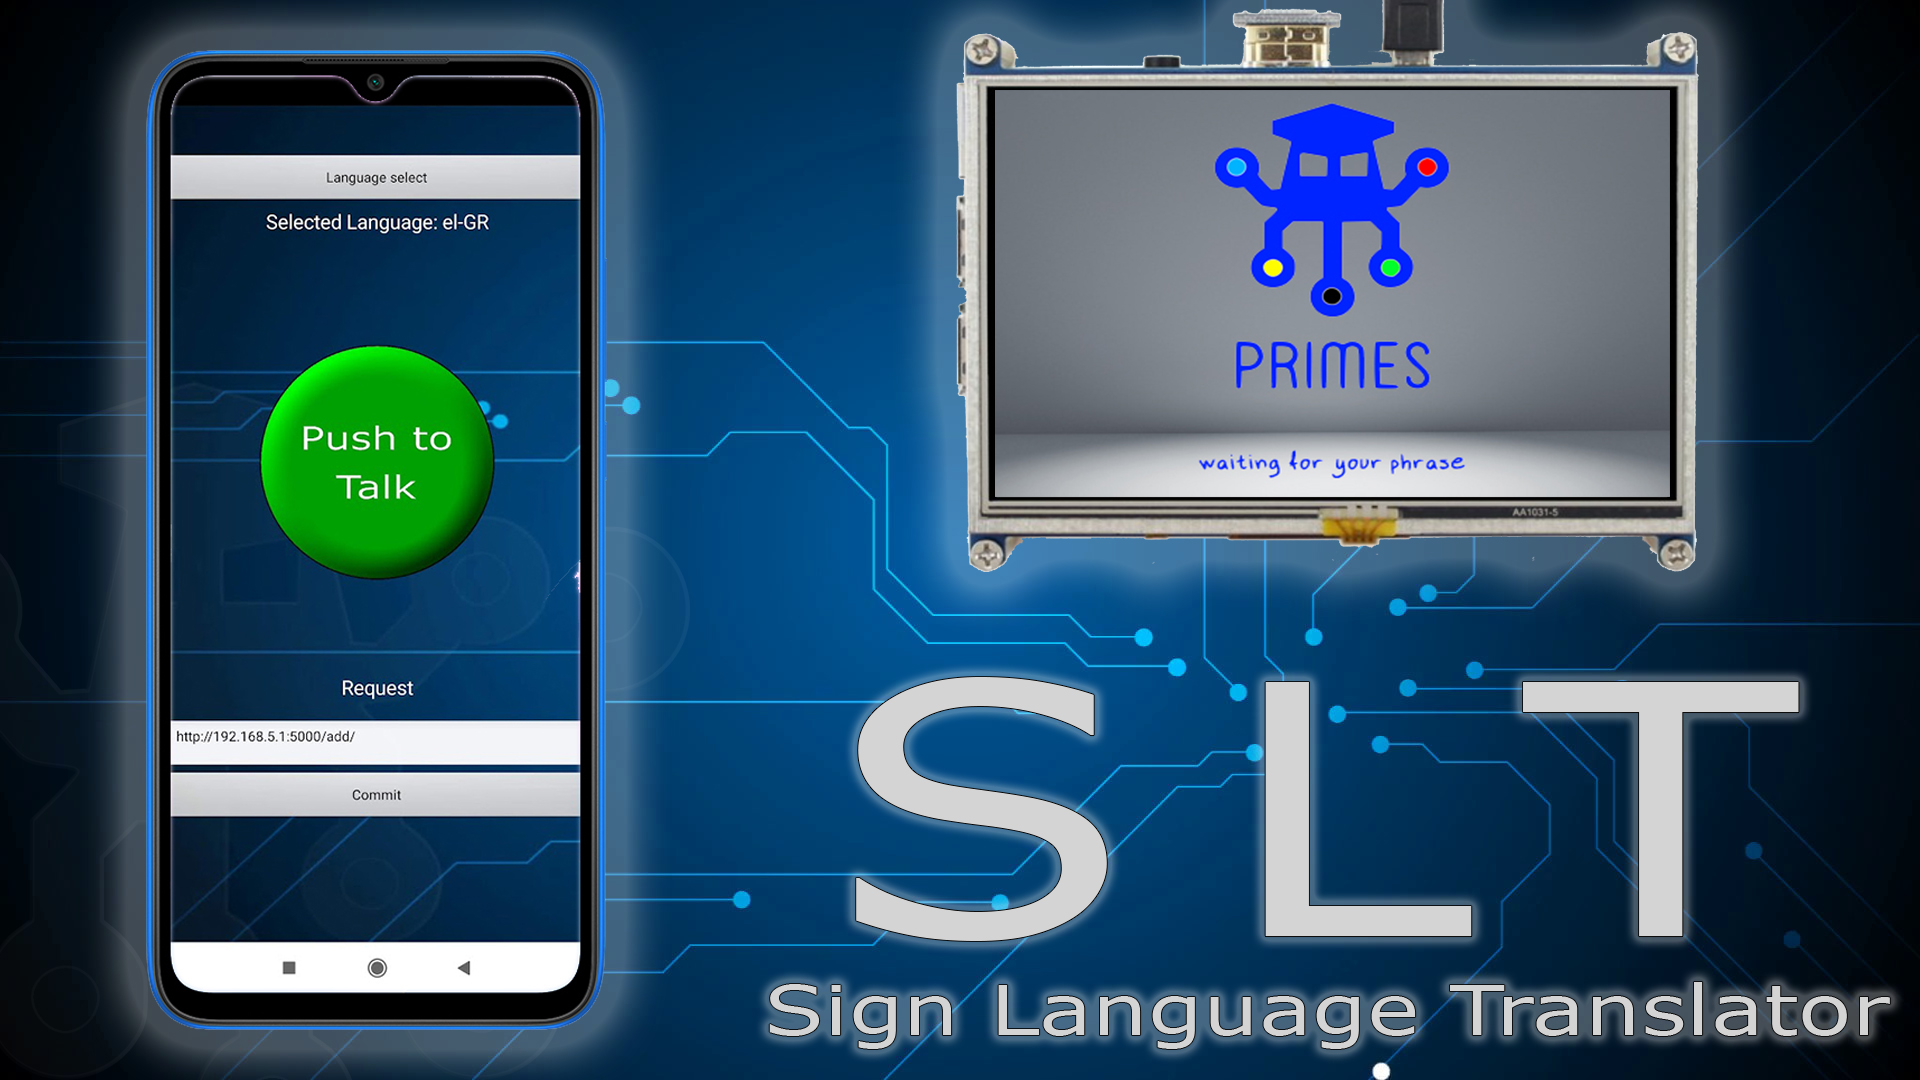 Language select
Selected Language: el-GR
Push to
Talk
Request
http://192.168.5.1:5000/add/
Commit
PRIMES
waiting for your phrase
AA1031-5
SLT
Sign Language Translator